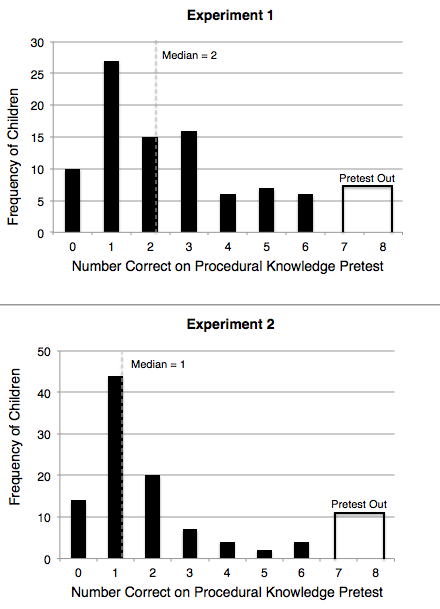 Experiment 1
30
25
20
15
10
5
0
Frequency of Children
Median = 2
Pretest Out
0 1 2 3 4 5 6 7 8
Number Correct on Procedural Knowledge Pretest
Experiment 2
50
40
30
20
10
0
Frequency of Children
Median = 1
Pretest Out
0 1 2 3 4 5 6 7 8
Number Correct on Procedural Knowledge Pretest